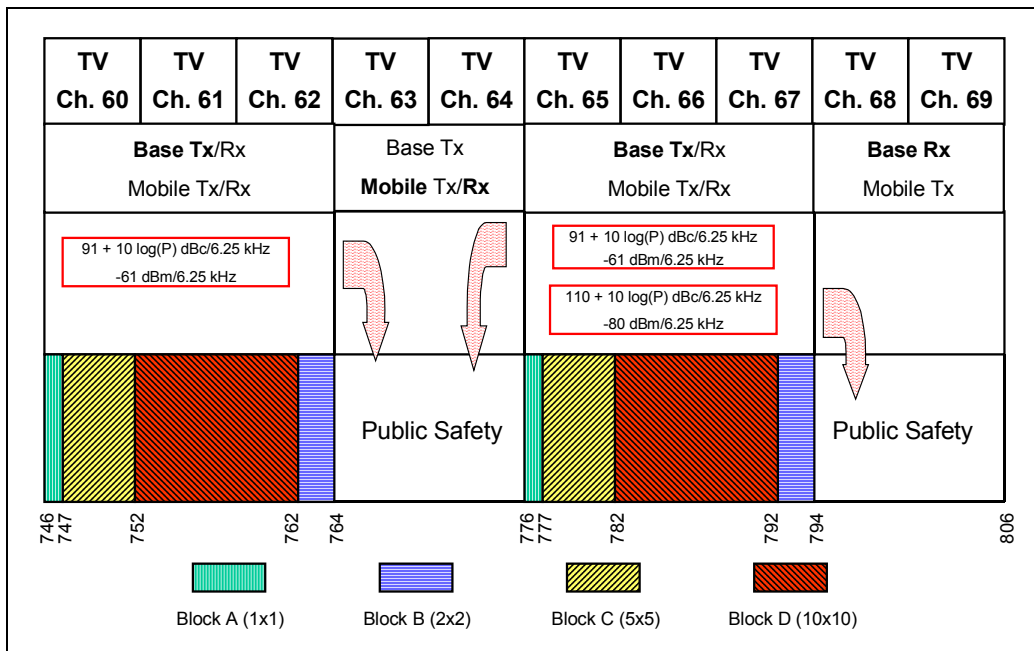 TV TV TV TV TV TV TV TV TV TV
Ch. 60 Ch. 61 Ch. 62 Ch. 63 Ch. 64 Ch. 65 Ch. 66 Ch. 67 Ch. 68 Ch. 69
Base Tx/Rx
Mobile Tx/Rx
Base Tx
Mobile Tx/Rx
Base Tx/Rx
Mobile Tx/Rx
Base Rx
Mobile Tx
91 + 10 log(P) dBc/6.25 kHz
-61 dBm/6.25 kHz
91 + 10 log(P) dBc/6.25 kHz
-61 dBm/6.25 kHz
110 + 10 log(P) dBc/6.25 kHz
-80 dBm/6.25 kHz
Public Safety
Public Safety
746 747 752 762 764 776 777 782 792 794 806
Block A (1x1) Block B (2x2) Block C (5x5) Block D (10x10)